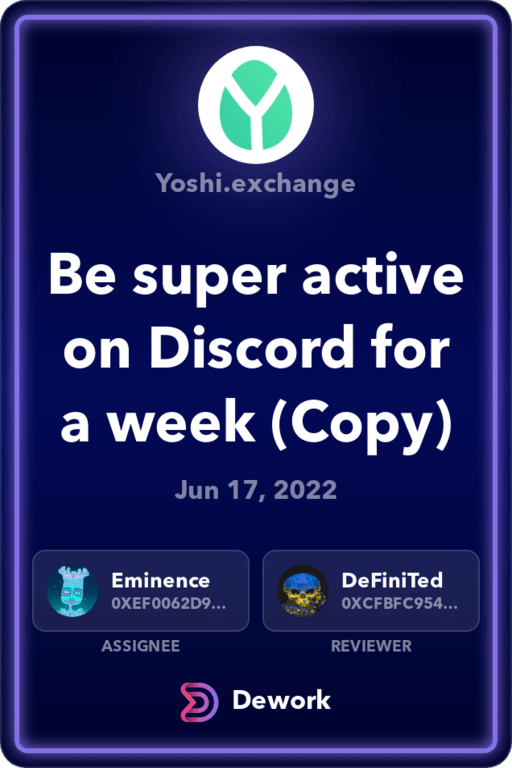 Yoshi.exchange
Be super active
on Discord for
a week (Copy)
Jun 17, 2022
Eminence
0XEF0062D9...
DeFiniTed
0XCFBFC954...
ASSIGNEE
REVIEWER
Dework